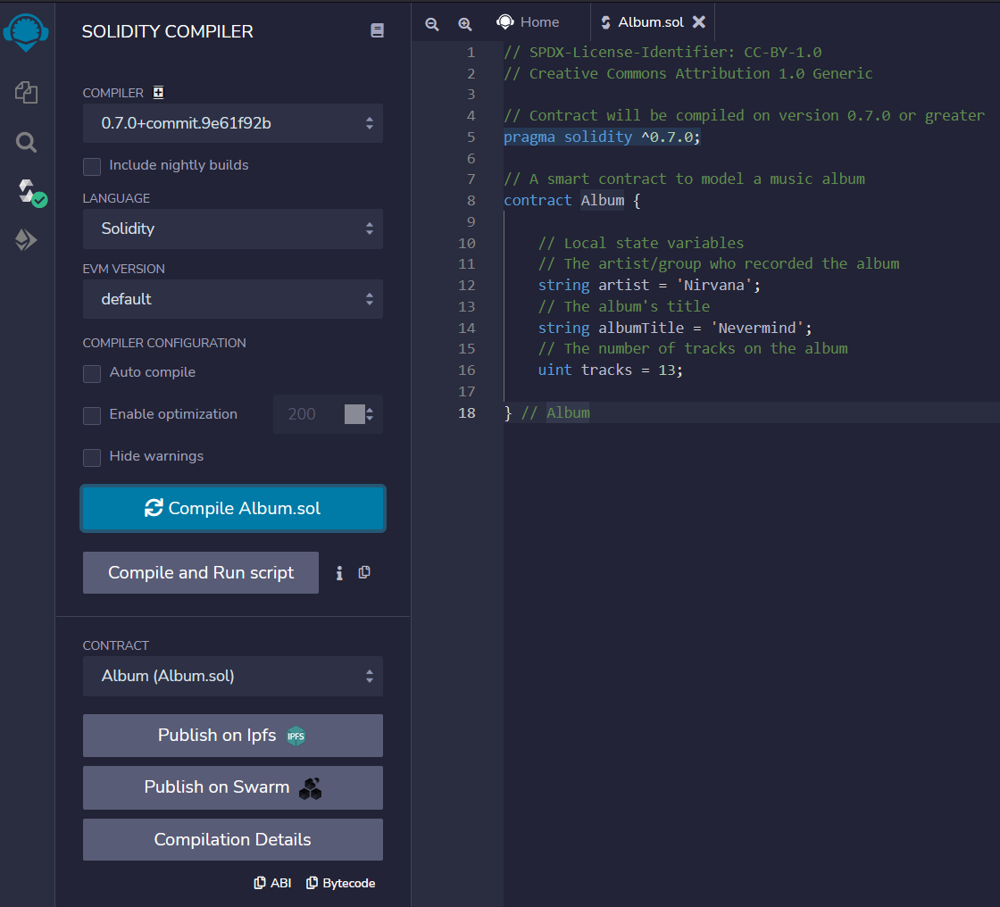 SOLIDITY COMPILER
COMPILER
0.7.0+commit.9e61f92b
Include nightly builds
LANGUAGE
Solidity
EVM VERSION
default
COMPILER CONFIGURATION
Auto compile
Enable optimization 200
Hide warnings
Compile Album.sol
Compile and Run script
CONTRACT
Album (Album.sol)
Publish on Ipfs IPFS
Publish on Swarm
Compilation Details
ABI Bytecode
Home Album.sol
1 // SPDX-License-Identifier: CC-BY-1.0
2 // Creative Commons Attribution 1.0 Generic
3
4 // Contract will be compiled on version 0.7.0 or greater
5 pragma solidity ^0.7.0;
6
7 // A smart contract to model a music album
8 contract Album {
9
10 // Local state variables
11 // The artist/group who recorded the album
12 string artist = 'Nirvana';
13 // The album's title
14 string albumTitle = 'Nevermind';
15 // The number of tracks on the album
16 uint tracks = 13;
17
18 } // Album